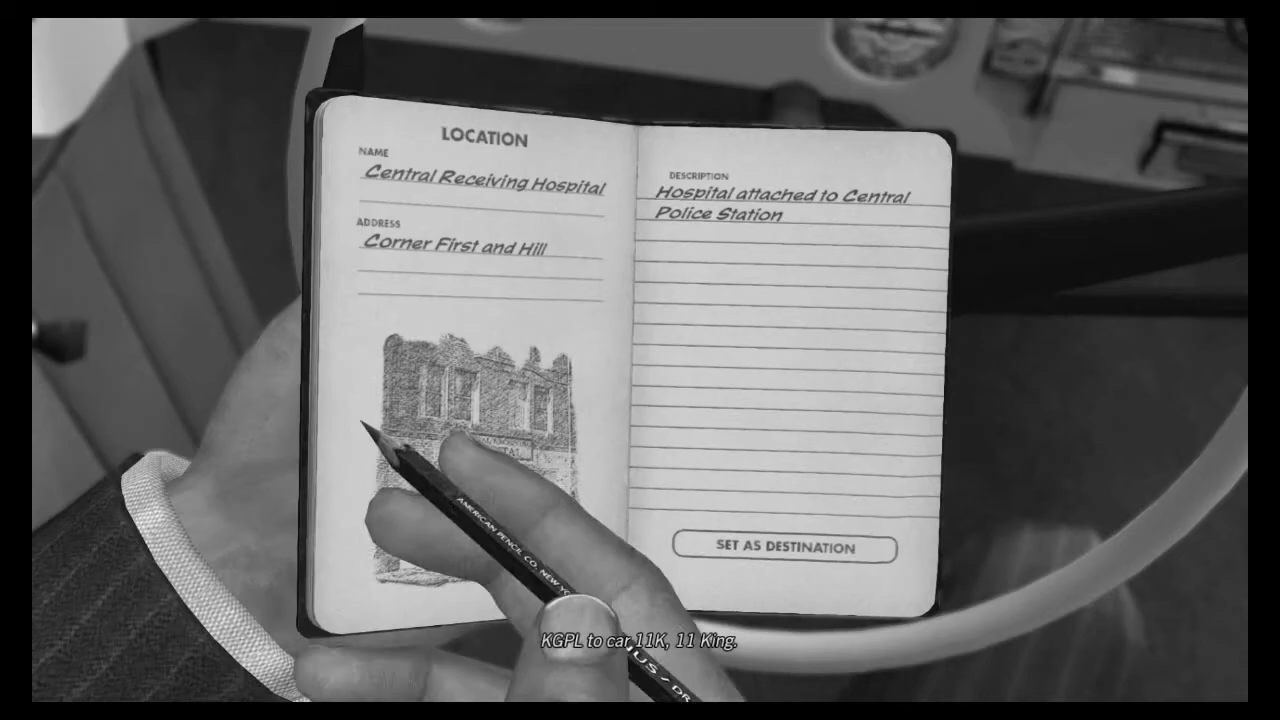 LOCATION
NAME
Central Receiving Hospital
ADDRESS
Corner First and Hill
DESCRIPTION
Hospital attached to Central
Police Station
SET AS DESTINATION
AMERICAN PENCIL CO. NEW YO
KGPL to car 11K, 11 King.